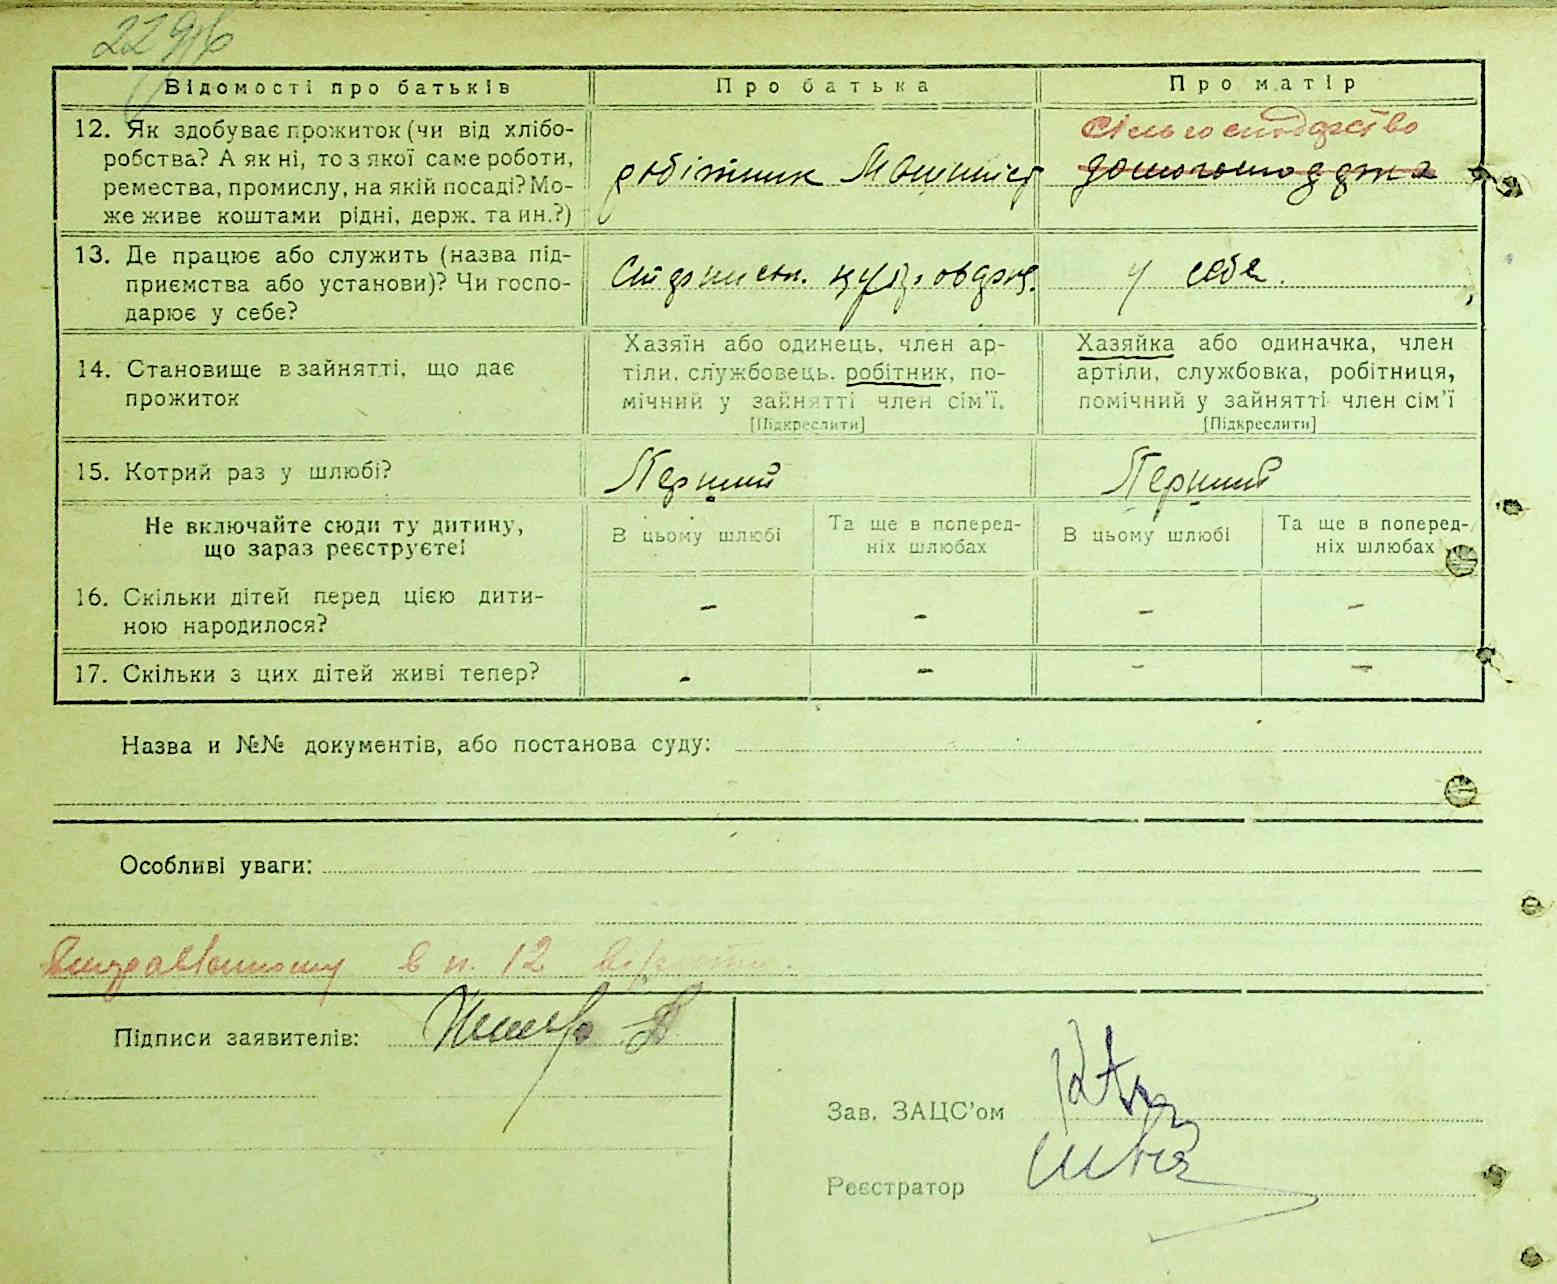 Відомості про батьків
Про батька
Про матір
12. Як здобуває прожиток (чи від хлібо-
робства? А як ні, то з якої саме роботи,
ремества, промислу, на якій посаді? Мо-
же живе коштами рідні, держ. та ин.?)
робітник Машиніст
сільгосподарство
13. Де працює або служить (назва під-
приємства або установи)? Чи госпо-
дарює у себе?
у себе.
14. Становище в зайнятті, що дає
прожиток
Хазяїн або одинець, член ар-
тіли, службовець, робітник, по-
мічний у зайнятті член сім'ї.
[Підкреслити]
Хазяйка або одиначка, член
артіли, службовка, робітниця,
помічний у зайнятті член сім'ї
[Підкреслити]
15. Котрий раз у шлюбі?
Перший
Перший
Не включайте сюди ту дитину,
що зараз реєструєте!
В цьому шлюбі
Та ще в поперед-
ніх шлюбах
В цьому шлюбі
Та ще в поперед-
ніх шлюбах
16. Скільки дітей перед цією дити-
ною народилося?
- - - -
17. Скільки з цих дітей живі тепер?
- - - -
Назва и №№ документів, або постанова суду:
Особливі уваги:
в п. 12
Підписи заявителів:
Зав. ЗАЦС'ом
Реєстратор